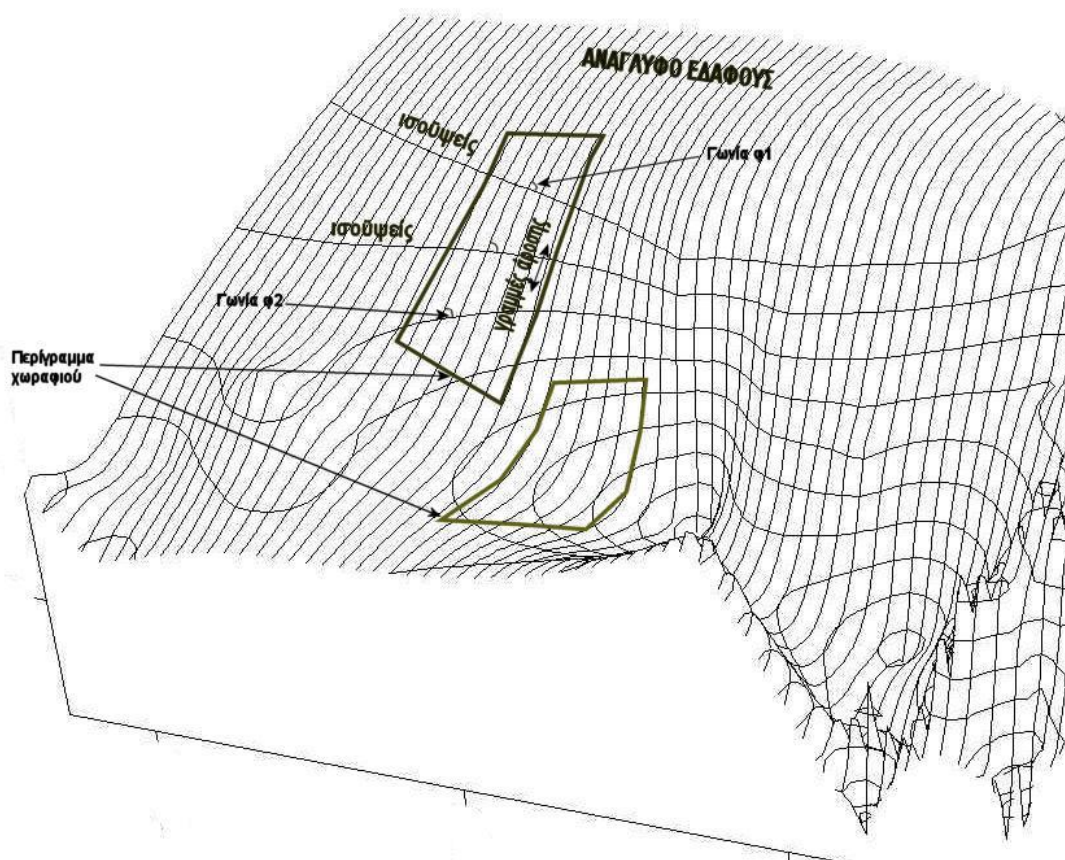 ΑΝΑΓΛΥΦΟ ΕΔΑΦΟΥΣ
ισοϋψείς
Γωνία φ1
ισοϋψείς
γραμμές άροσης
Γωνία φ2
Περίγραμμα
χωραφιού